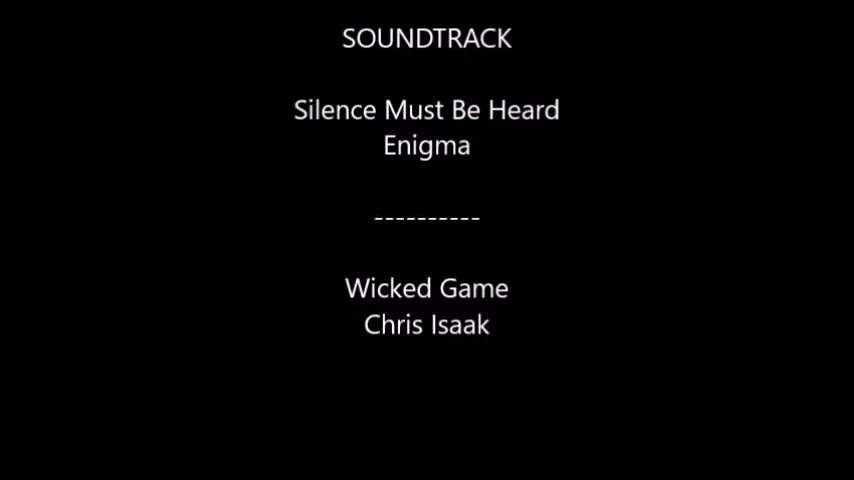 SOUNDTRACK
Silence Must Be Heard
Enigma
----------
Wicked Game
Chris Isaak